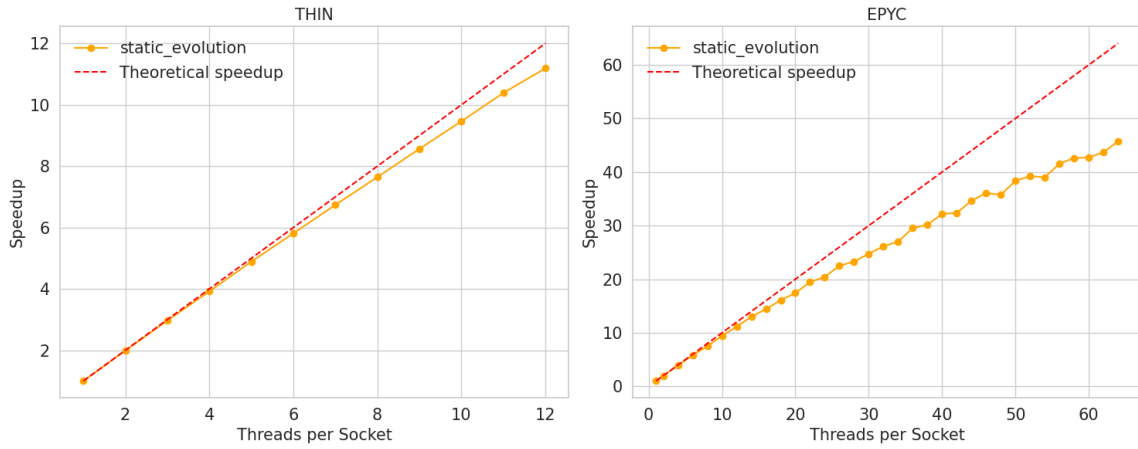 THIN
static_evolution
Theoretical speedup
12
10
8
6
4
2
Speedup
2 4 6 8 10 12
Threads per Socket
EPYC
static_evolution
Theoretical speedup
60
50
40
30
20
10
0
Speedup
0 10 20 30 40 50 60
Threads per Socket